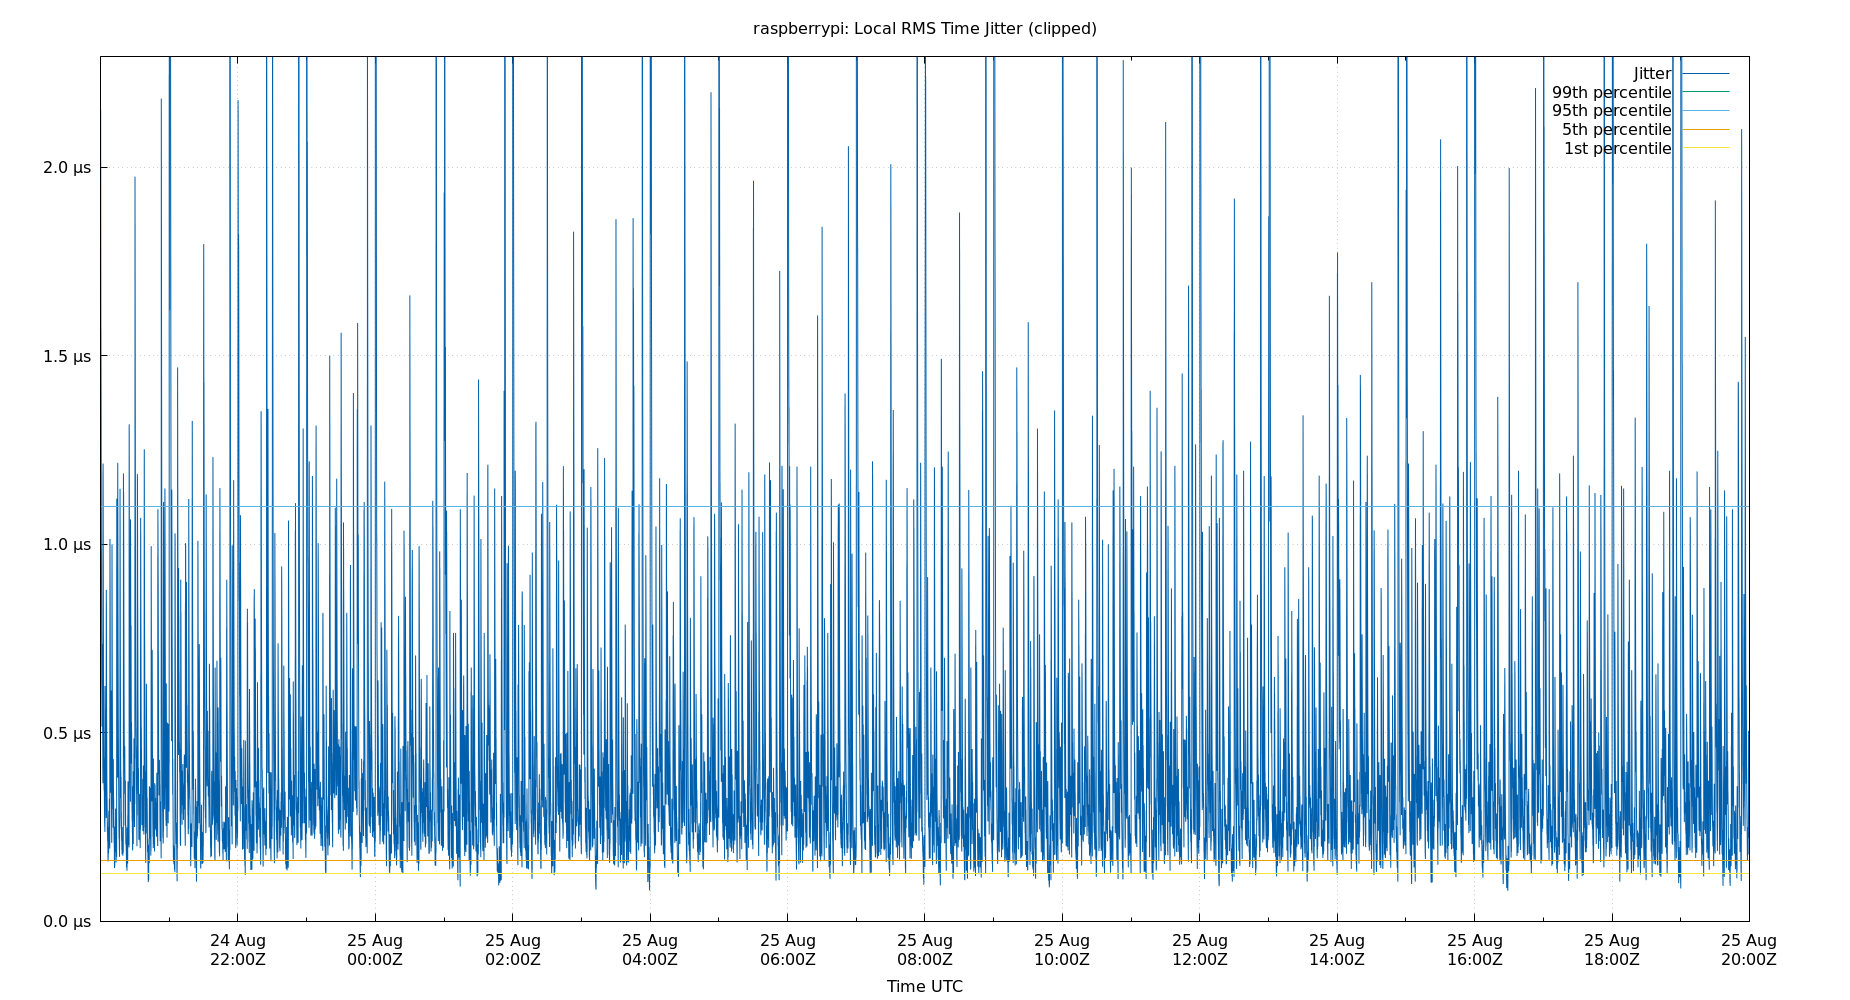 raspberrypi: Local RMS Time Jitter (clipped)
Jitter
99th percentile
95th percentile
5th percentile
1st percentile
2.0 µs
1.5 µs
1.0 µs
0.5 µs
0.0 µs
24 Aug 25 Aug 25 Aug 25 Aug 25 Aug 25 Aug 25 Aug 25 Aug 25 Aug 25 Aug 25 Aug 25 Aug
22:00Z 00:00Z 02:00Z 04:00Z 06:00Z 08:00Z 10:00Z 12:00Z 14:00Z 16:00Z 18:00Z 20:00Z
Time UTC